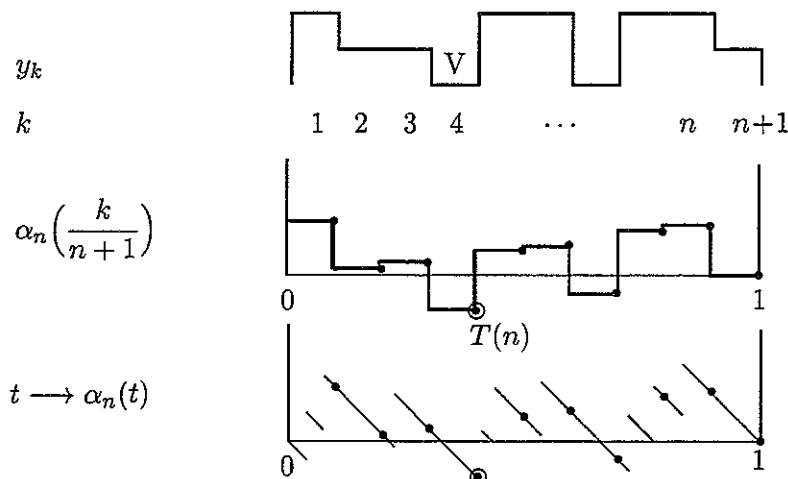 y_k V
k 1 2 3 4 ⋯ n n+1
α_n(k/(n+1))
0 1
T(n)
t ⟶ α_n(t)
0 1